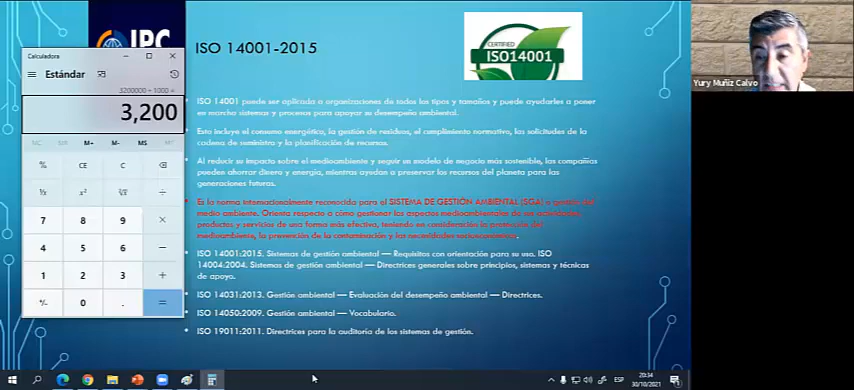 IPC
ISO 14001-2015
CERTIFIED
ISO14001
Yury Muñiz Calvo
Calculadora
Estándar
3200000 ÷ 1000 =
3,200
MC MR M+ M- MS M
% CE C
7 8 9 ×
4 5 6 −
1 2 3 +
+/- 0 . =
ISO 14001 puede ser aplicada a organizaciones de todos los tipos y tamaños y puede ayudarles a poner
en marcha sistemas y procesos para apoyar su desempeño ambiental.
Esto incluye el consumo energético, la gestión de residuos, el cumplimiento normativo, las solicitudes de la
cadena de suministro y la planificación de recursos.
Al reducir su impacto sobre el medioambiente y seguir un modelo de negocio más sostenible, las compañías
pueden ahorrar dinero y energía, mientras ayudan a preservar los recursos del planeta para las
generaciones futuras.
Es la norma internacionalmente reconocida para el SISTEMA DE GESTIÓN AMBIENTAL (SGA) o gestión del
medio ambiente. Orienta respecto a cómo gestionar los aspectos medioambientales de sus actividades,
productos y servicios de una forma más efectiva, teniendo en consideración la protección del
medioambiente, la prevención de la contaminación y las necesidades socioeconómicas.
ISO 14001:2015. Sistemas de gestión ambiental — Requisitos con orientación para su uso. ISO
14004:2004. Sistemas de gestión ambiental — Directrices generales sobre principios, sistemas y técnicas
de apoyo.
ISO 14031:2013. Gestión ambiental — Evaluación del desempeño ambiental — Directrices.
ISO 14050:2009. Gestión ambiental — Vocabulario.
ISO 19011:2011. Directrices para la auditoría de los sistemas de gestión.
ESP
20:34
30/10/2021